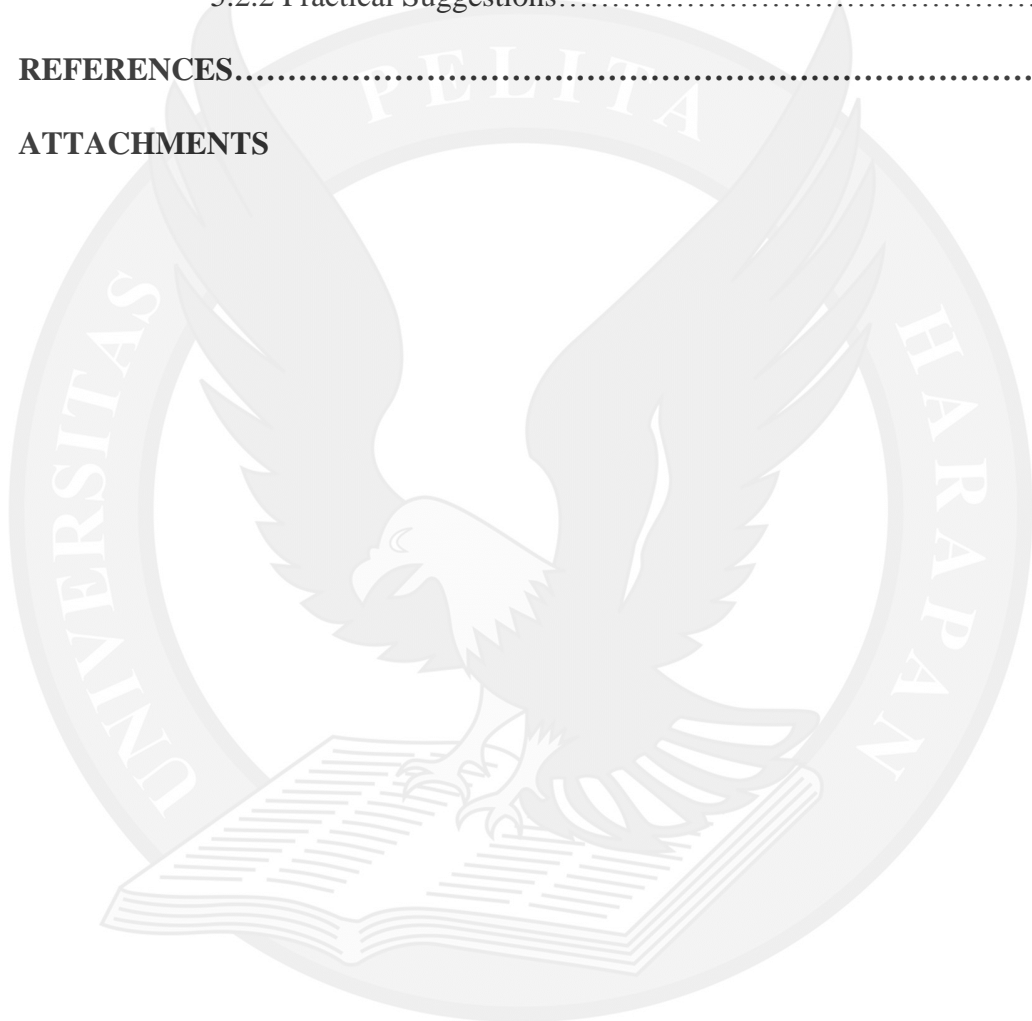 5.2.2 Practical Suggestions……………………………………………………
REFERENCES……………………………………………………………………
ATTACHMENTS
PELITA
UNIVERSITAS
HARAPAN